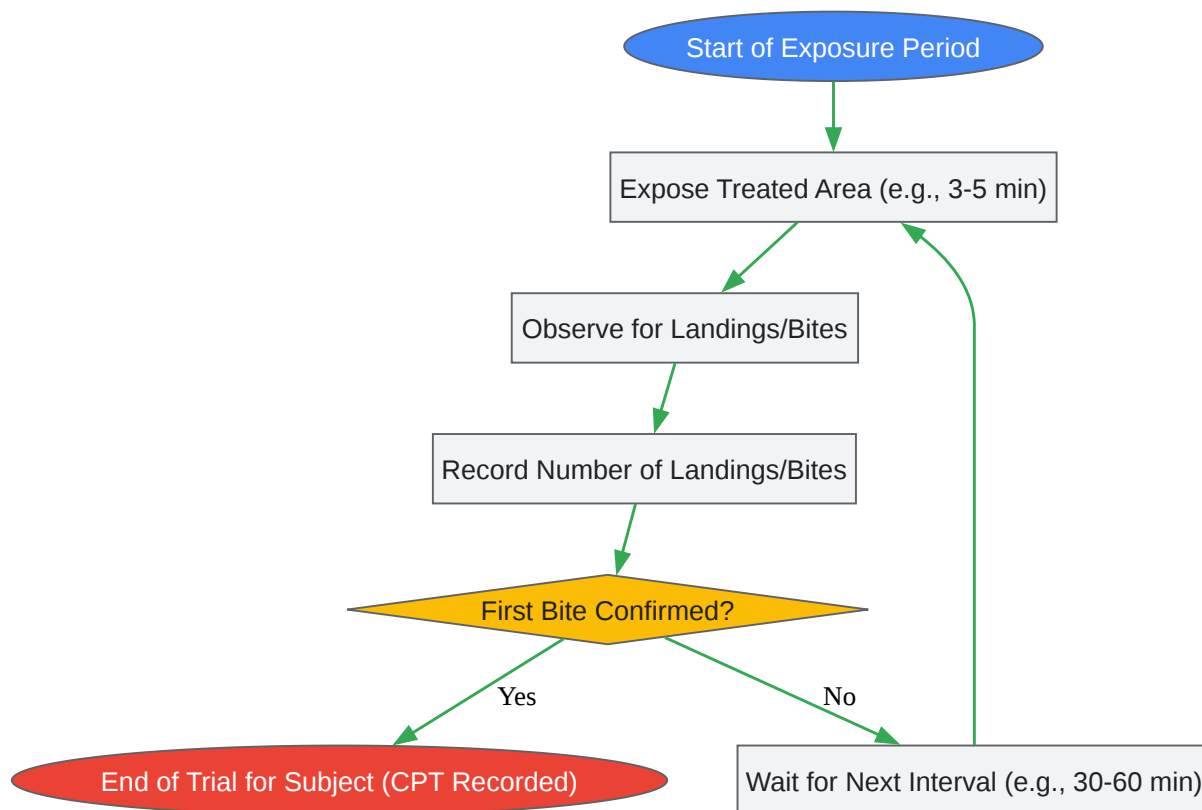 Start of Exposure Period
Expose Treated Area (e.g., 3-5 min)
Observe for Landings/Bites
Record Number of Landings/Bites
First Bite Confirmed?
Yes
No
End of Trial for Subject (CPT Recorded)
Wait for Next Interval (e.g., 30-60 min)